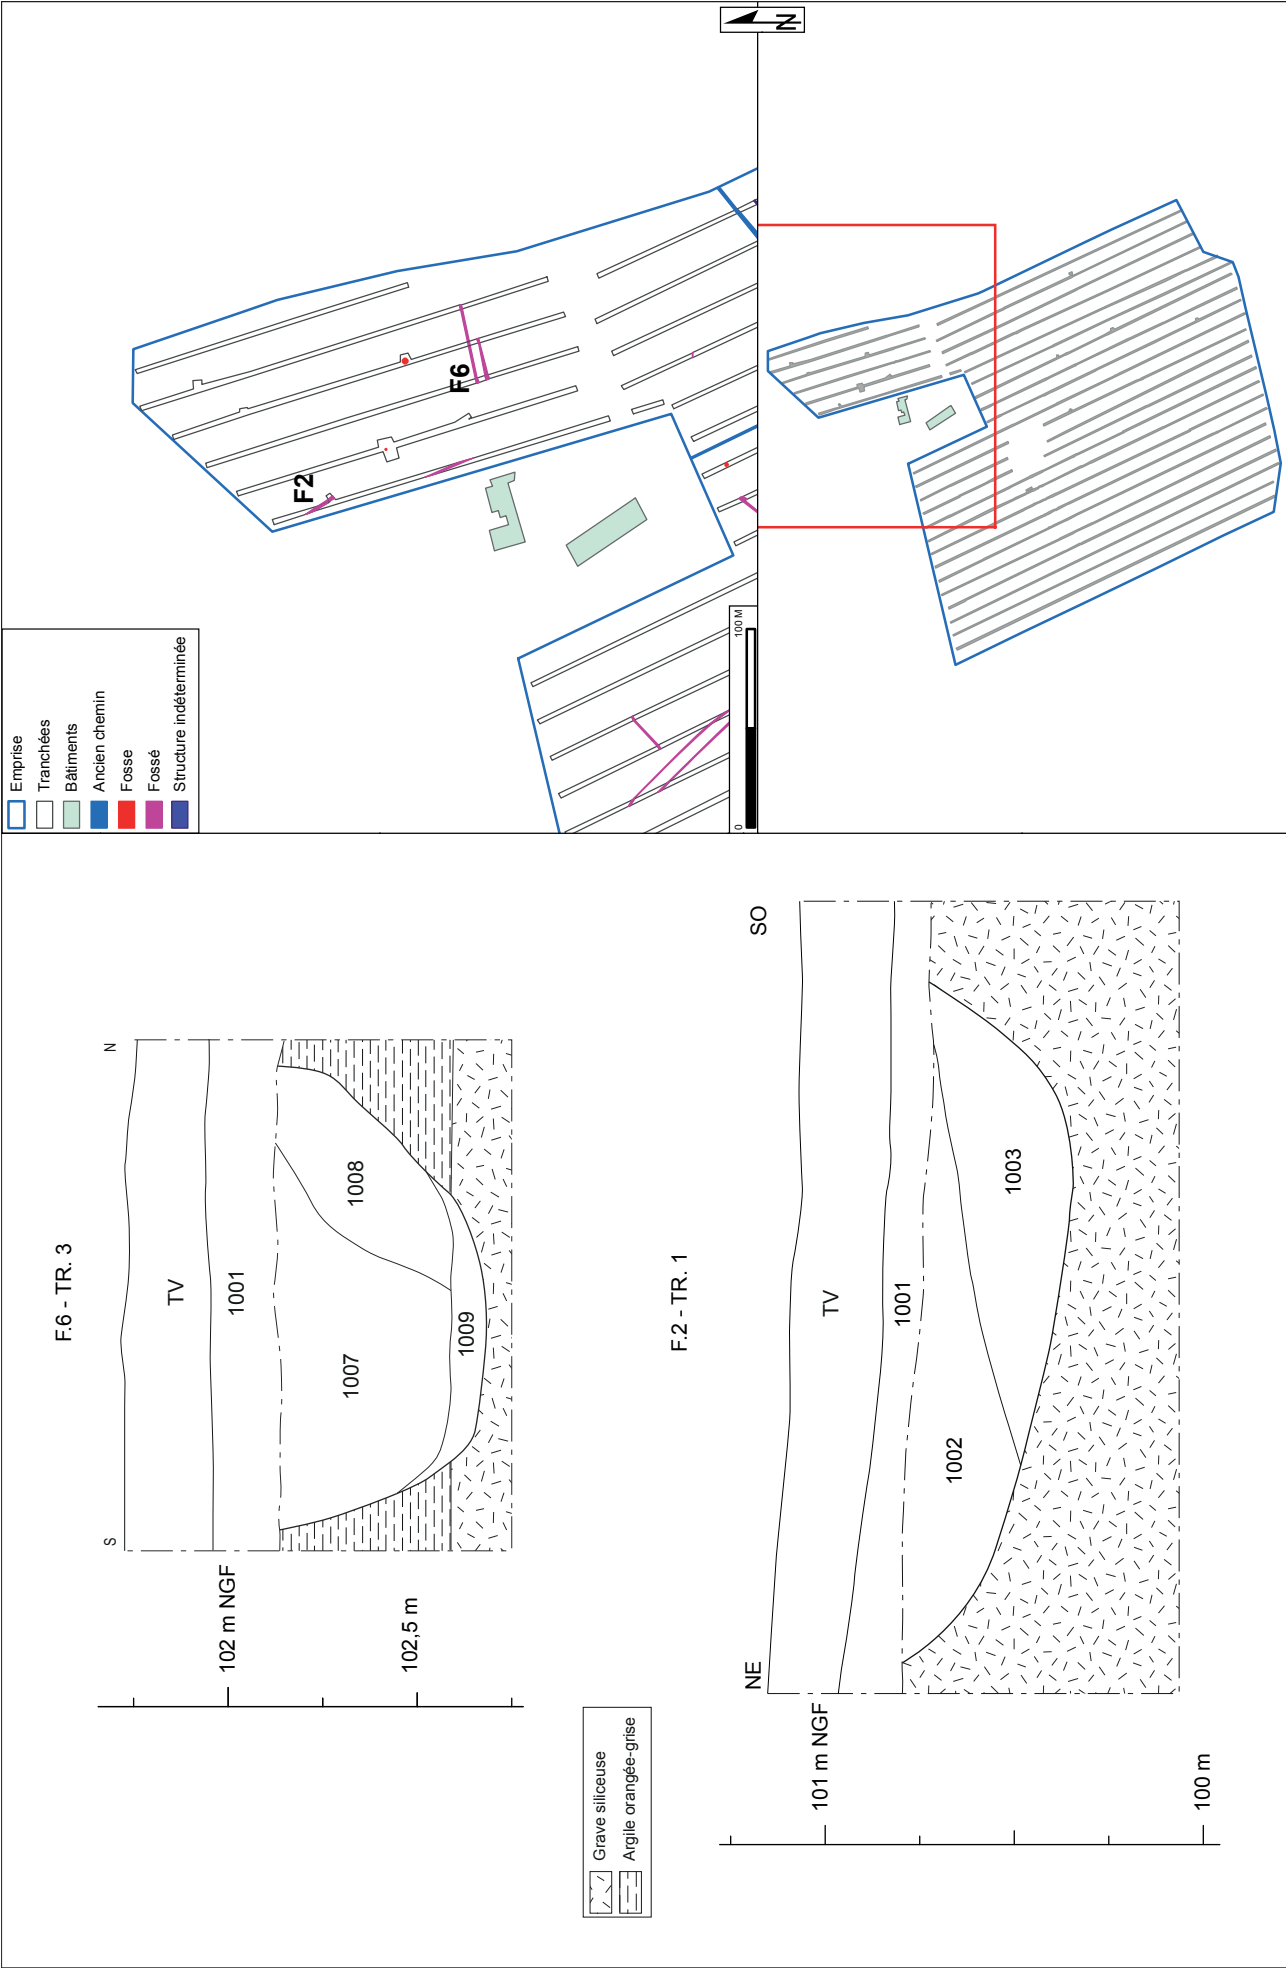 F.6 - TR. 3
S
N
TV
1001
1007
1008
1009
102 m NGF
102,5 m
Grave siliceuse
Argile orangée-grise
F.2 - TR. 1
NE
SO
TV
1001
1002
1003
101 m NGF
100 m
Emprise
Tranchées
Bâtiments
Ancien chemin
Fosse
Fossé
Structure indéterminée
F2
F6
0
100 M
N